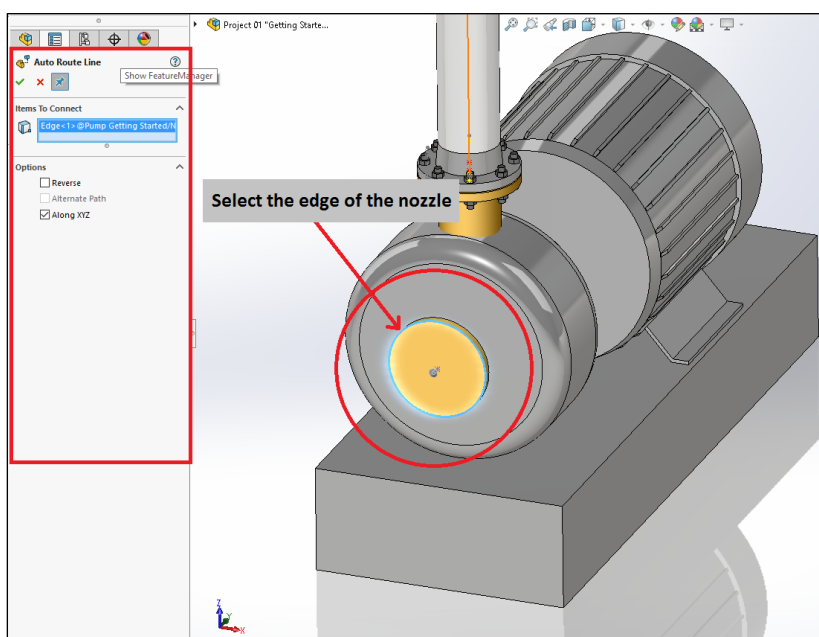 Project 01 "Getting Starte...
Auto Route Line
Show FeatureManager
Items To Connect
Edge<1>@Pump Getting Started/N
Options
Reverse
Alternate Path
Along XYZ
Select the edge of the nozzle
Z
Y
X